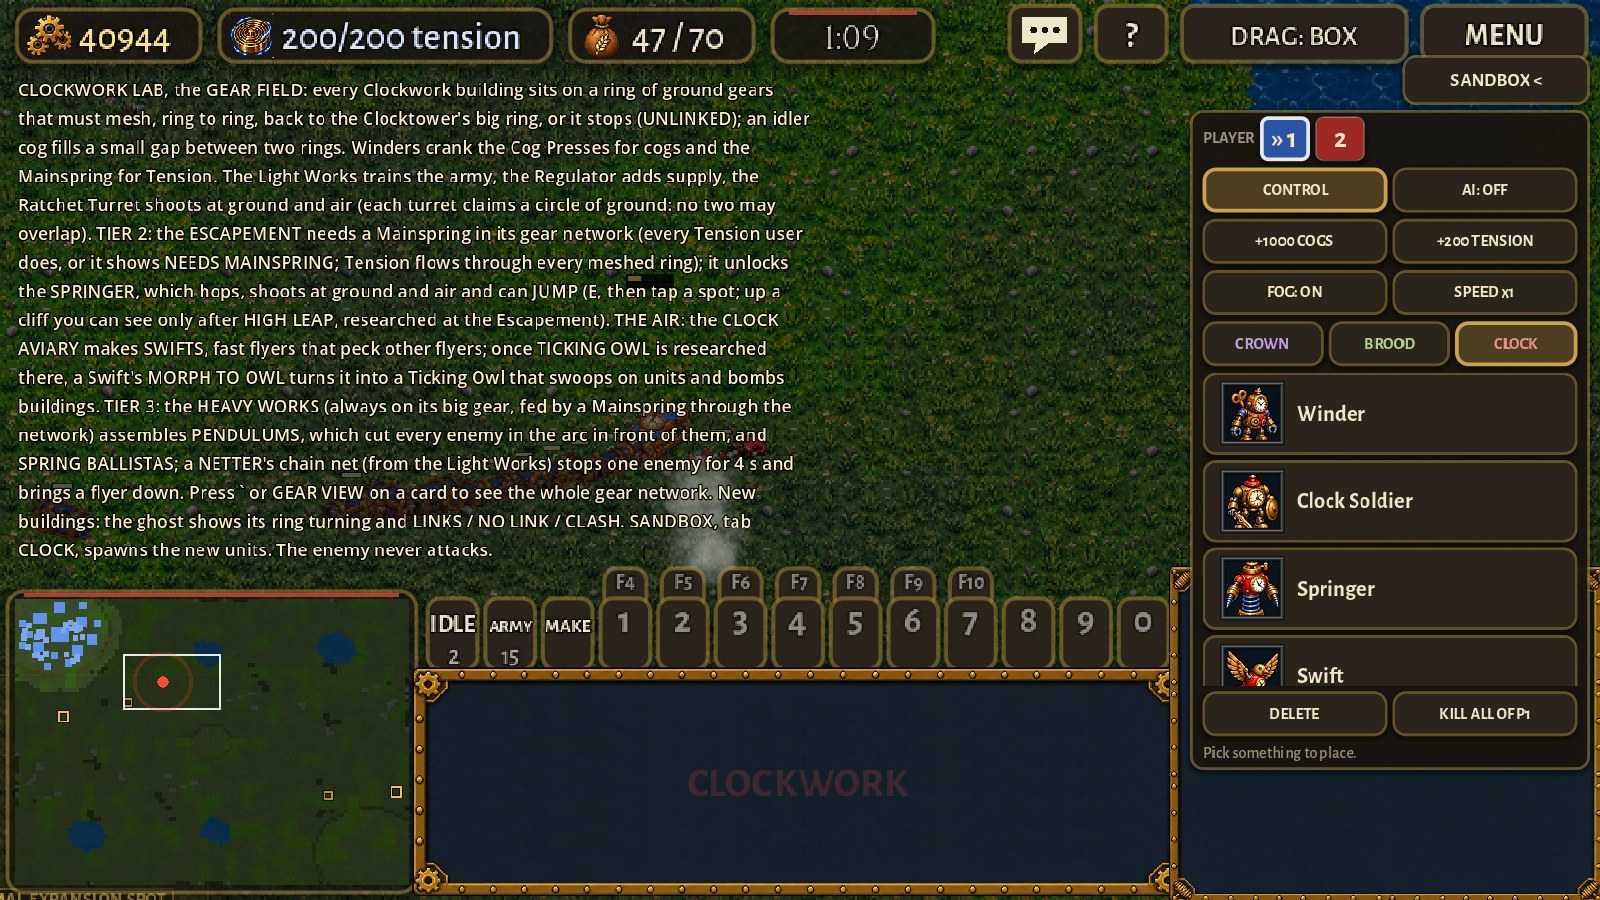 40944
200/200 tension
47 / 70
1:09
?
DRAG: BOX
MENU
SANDBOX <
CLOCKWORK LAB, the GEAR FIELD: every Clockwork building sits on a ring of ground gears
that must mesh, ring to ring, back to the Clocktower's big ring, or it stops (UNLINKED); an idler
cog fills a small gap between two rings. Winders crank the Cog Presses for cogs and the
Mainspring for Tension. The Light Works trains the army, the Regulator adds supply, the
Ratchet Turret shoots at ground and air (each turret claims a circle of ground: no two may
overlap). TIER 2: the ESCAPEMENT needs a Mainspring in its gear network (every Tension user
does, or it shows NEEDS MAINSPRING; Tension flows through every meshed ring); it unlocks
the SPRINGER, which hops, shoots at ground and air and can JUMP (E, then tap a spot; up a
cliff you can see only after HIGH LEAP, researched at the Escapement). THE AIR: the CLOCK
AVIARY makes SWIFTS, fast flyers that peck other flyers; once TICKING OWL is researched
there, a Swift's MORPH TO OWL turns it into a Ticking Owl that swoops on units and bombs
buildings. TIER 3: the HEAVY WORKS (always on its big gear, fed by a Mainspring through the
network) assembles PENDULUMS, which cut every enemy in the arc in front of them, and
SPRING BALLISTAS; a NETTER's chain net (from the Light Works) stops one enemy for 4 s and
brings a flyer down. Press ` or GEAR VIEW on a card to see the whole gear network. New
buildings: the ghost shows its ring turning and LINKS / NO LINK / CLASH. SANDBOX, tab
CLOCK, spawns the new units. The enemy never attacks.
PLAYER »1 2
CONTROL AI: OFF
+1000 COGS +200 TENSION
FOG: ON SPEED x1
CROWN BROOD CLOCK
Winder
Clock Soldier
Springer
Swift
DELETE KILL ALL OF P1
Pick something to place.
F4 F5 F6 F7 F8 F9 F10
IDLE ARMY MAKE 1 2 3 4 5 6 7 8 9 0
2 15
CLOCKWORK
EXPANSION SPOT